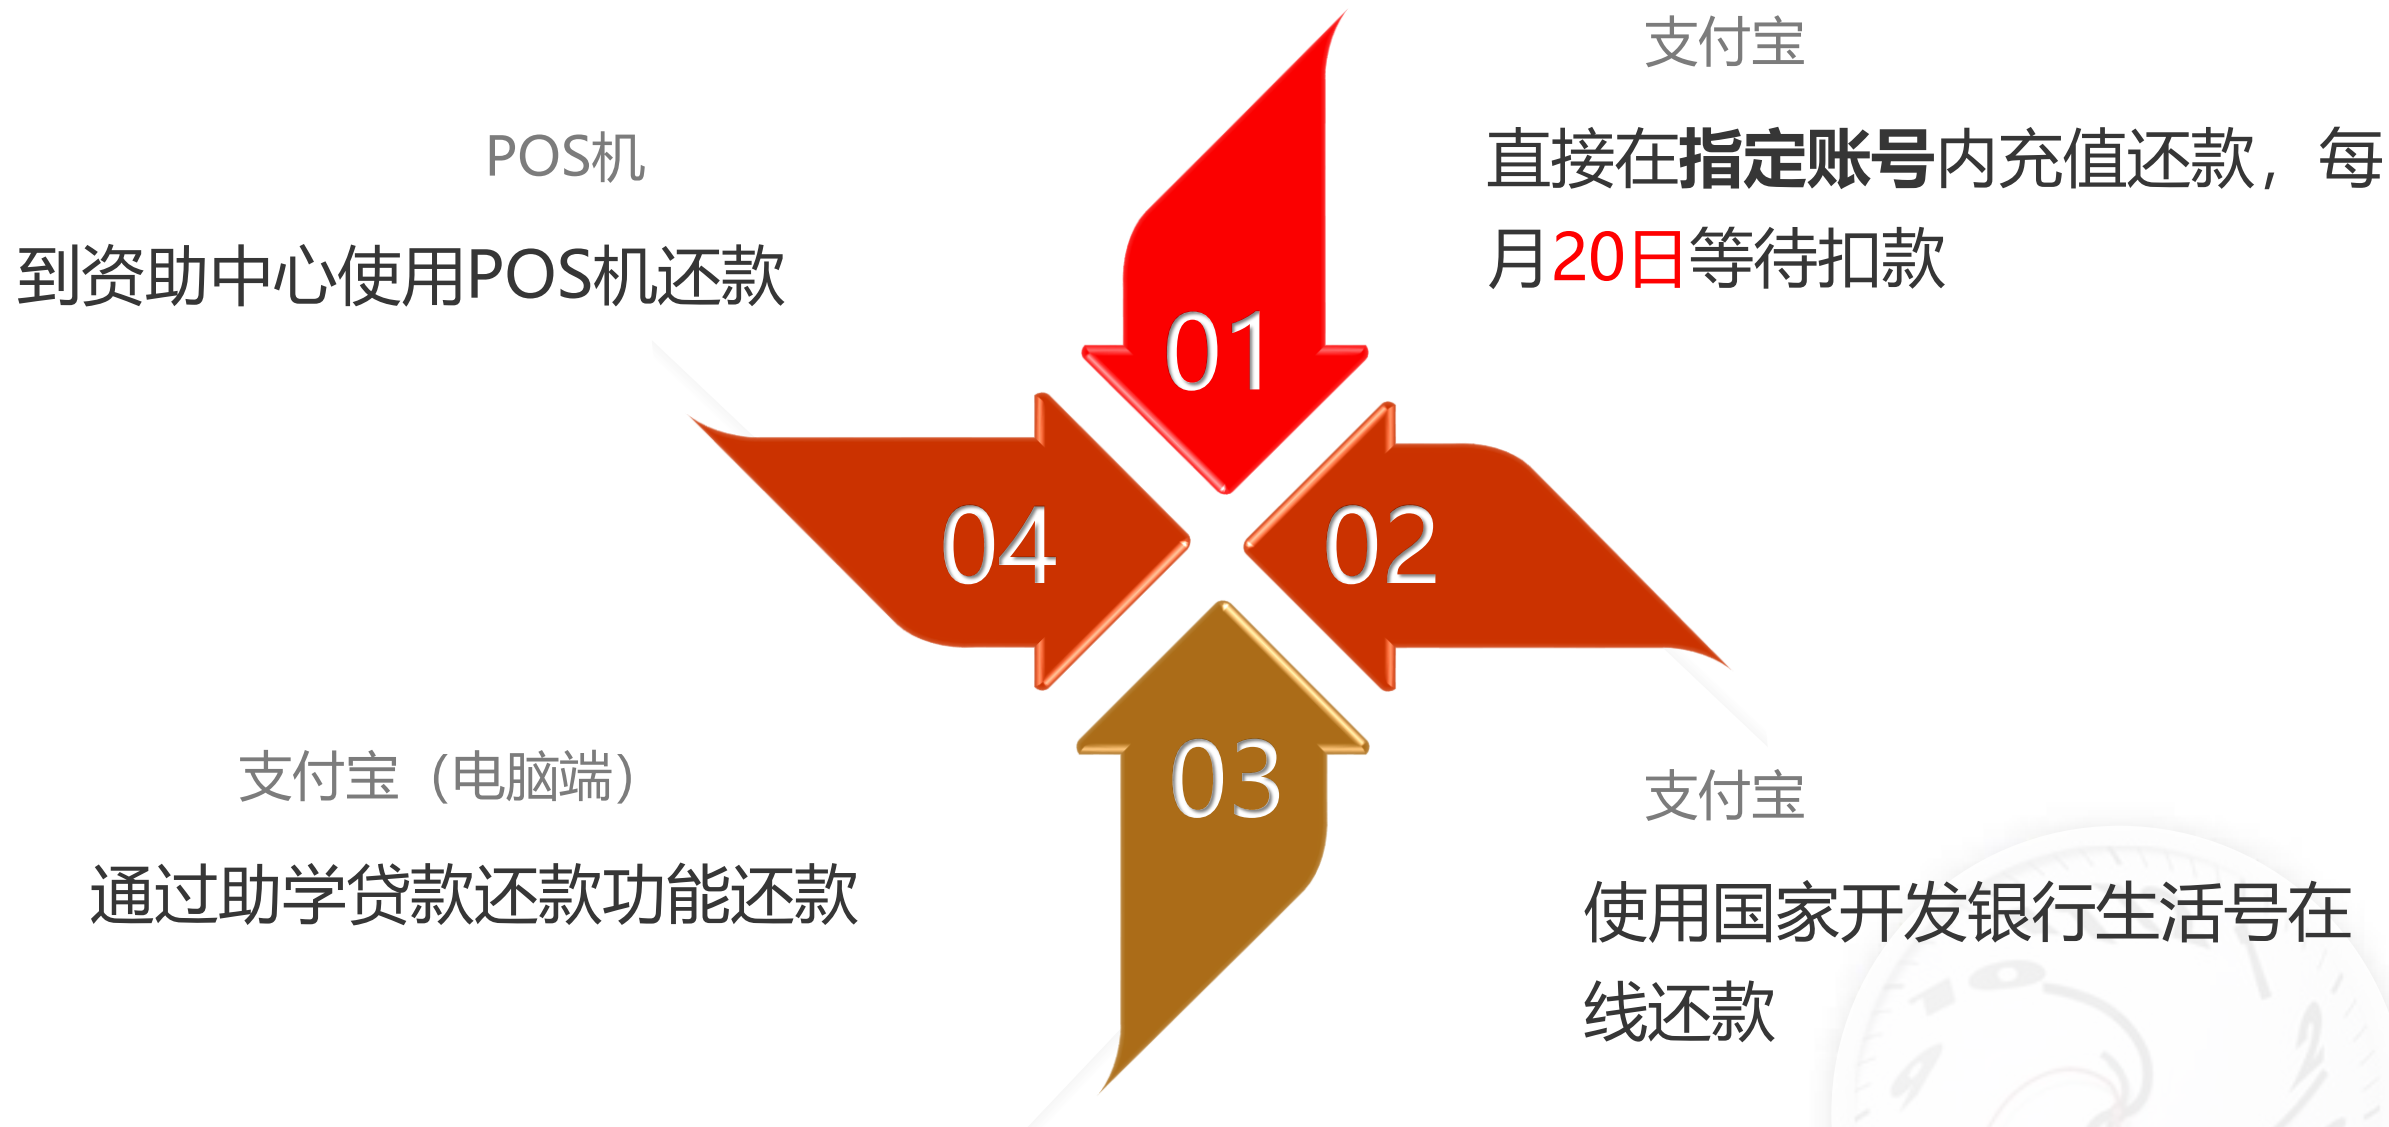 支付宝
直接在指定账号内充值还款，每
月20日等待扣款
POS机
到资助中心使用POS机还款
01
04
02
03
支付宝（电脑端）
通过助学贷款还款功能还款
支付宝
使用国家开发银行生活号在
线还款